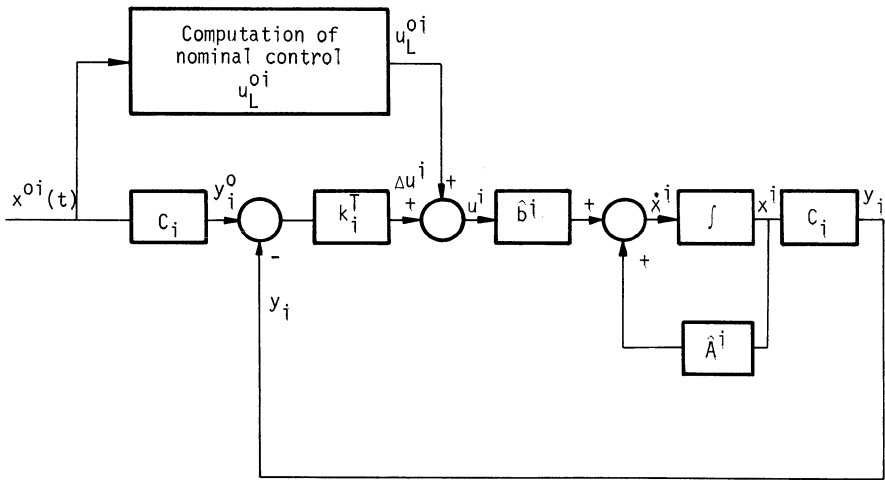 Computation of
nominal control
u_L^{oi}
u_L^{oi}
x^{oi}(t)
C_i
y_i^o
-
y_i
k_i^T
Δu^i
+
+
u^i
b̂^i
+
+
ẋ^i
∫
x^i
C_i
y_i
Â^i